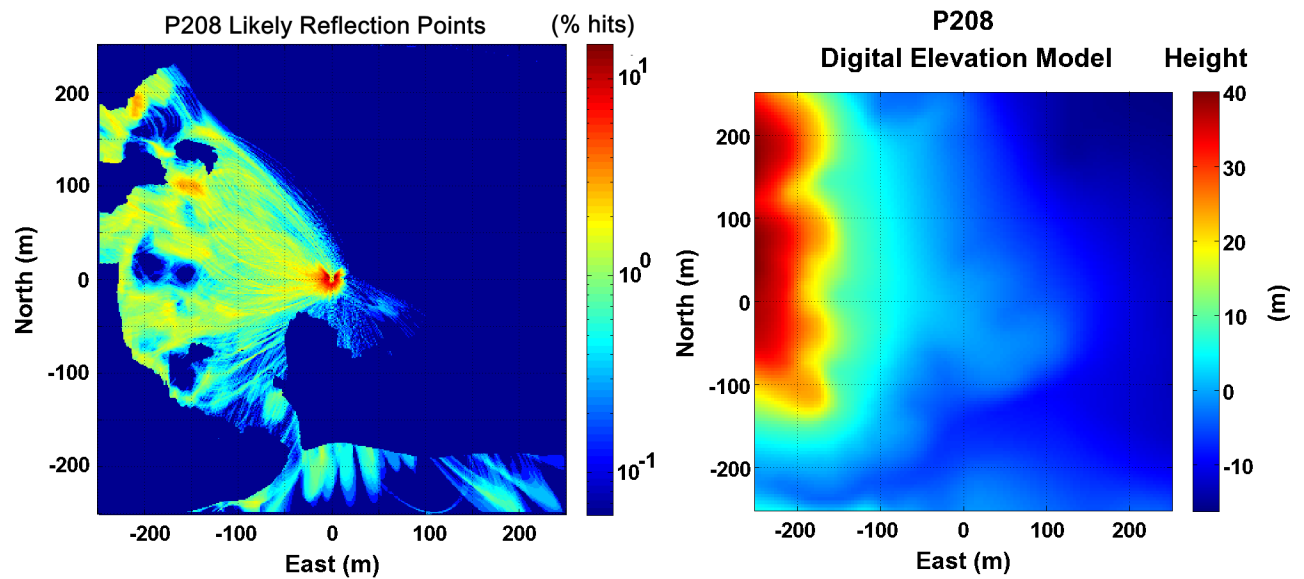 P208 Likely Reflection Points
(% hits)
200
100
0
-100
-200
North (m)
-200
-100
0
100
200
East (m)
10^1
10^0
10^-1
P208
Digital Elevation Model
Height
200
100
0
-100
-200
North (m)
-200
-100
0
100
200
East (m)
40
30
20
10
0
-10
(m)